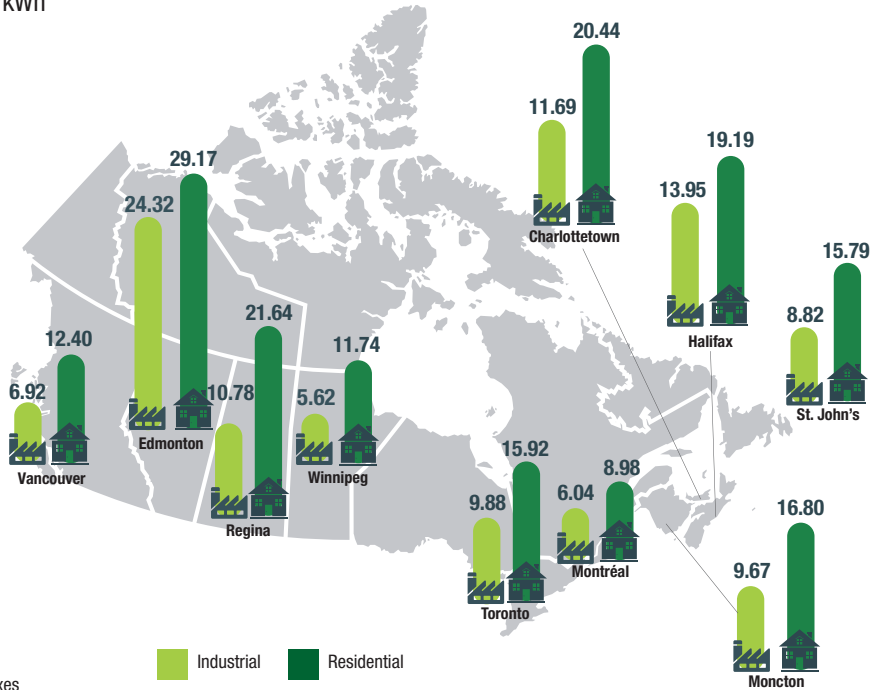 20.44
11.69
19.19
13.95
29.17
24.32
Charlottetown
15.79
8.82
Halifax
21.64
12.40
11.74
10.78
6.92
5.62
St. John's
Edmonton
Vancouver
Winnipeg
15.92
8.98
Regina
9.88
6.04
16.80
Montréal
9.67
Toronto
Industrial
Residential
Moncton